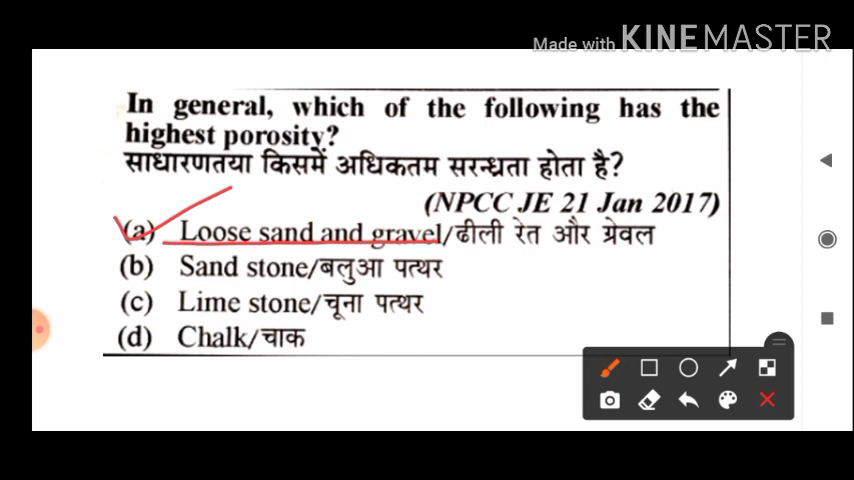 Made with KINEMASTER
In general, which of the following has the
highest porosity?
साधारणतया किसमें अधिकतम सरन्ध्रता होता है?
(NPCC JE 21 Jan 2017)
(a) Loose sand and gravel/ढीली रेत और ग्रेवल
(b) Sand stone/बलुआ पत्थर
(c) Lime stone/चूना पत्थर
(d) Chalk/चाक